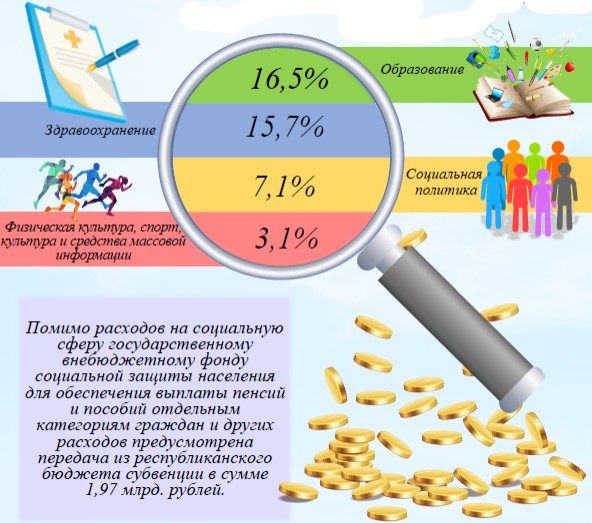 16,5%
Образование
Здравоохранение
15,7%
7,1%
Социальная
политика
Физическая культура, спорт,
культура и средства массовой
информации
3,1%
Помимо расходов на социальную
сферу государственному
внебюджетному фонду
социальной защиты населения
для обеспечения выплаты пенсий
и пособий отдельным
категориям граждан и других
расходов предусмотрена
передача из республиканского
бюджета субвенции в сумме
1,97 млрд. рублей.